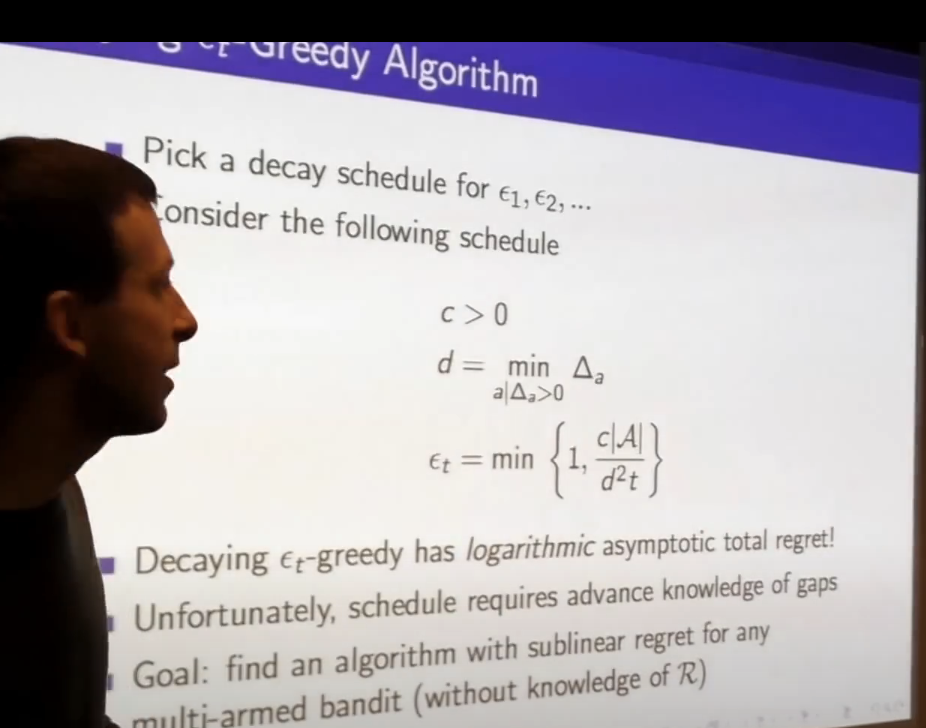 ϵₜ-Greedy Algorithm
Pick a decay schedule for ϵ₁, ϵ₂, ...
onsider the following schedule
c > 0
d = min Δₐ
a|Δₐ>0
ϵₜ = min {1, c|A| / d²t}
Decaying ϵₜ-greedy has logarithmic asymptotic total regret!
Unfortunately, schedule requires advance knowledge of gaps
Goal: find an algorithm with sublinear regret for any
multi-armed bandit (without knowledge of R)